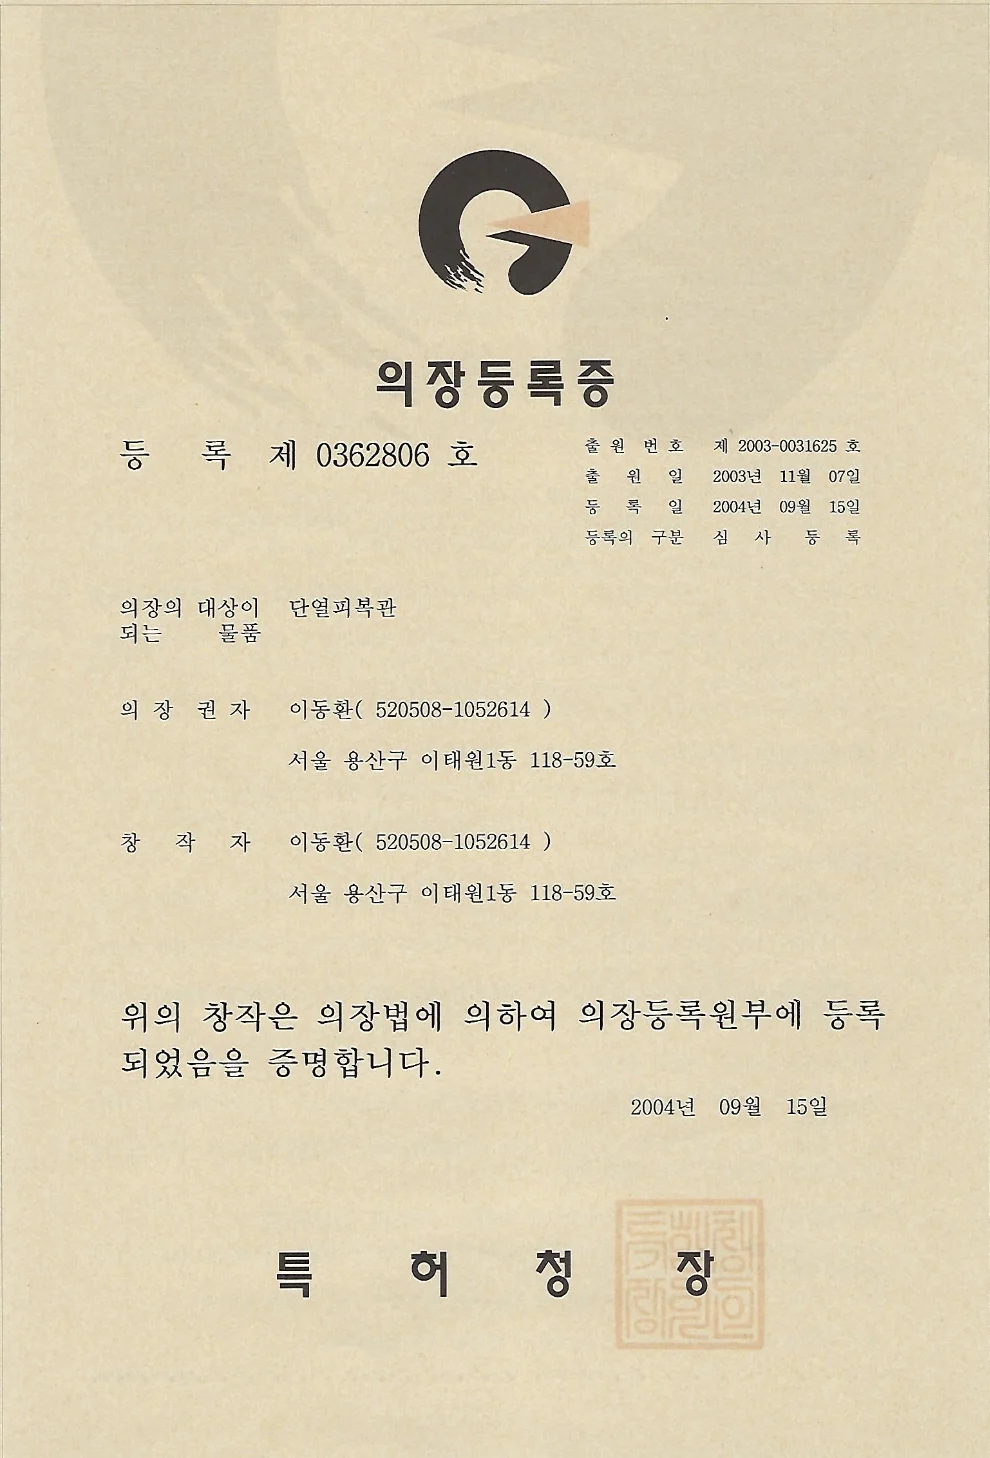 의장등록증
등 록 제 0362806 호
출원번호 제 2003-0031625 호
출 원 일 2003년 11월 07일
등 록 일 2004년 09월 15일
등록의 구분 심 사 등 록
의장의 대상이 단열피복관
되는 물품
의장권자 이동환( 520508-1052614 )
서울 용산구 이태원1동 118-59호
창 작 자 이동환( 520508-1052614 )
서울 용산구 이태원1동 118-59호
위의 창작은 의장법에 의하여 의장등록원부에 등록
되었음을 증명합니다.
2004년 09월 15일
특 허 청 장